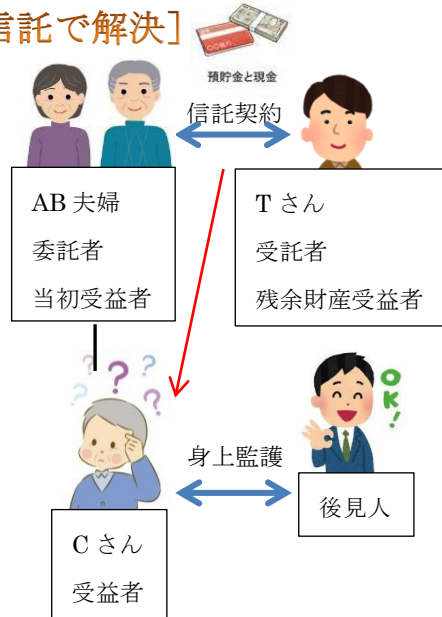 信託で解決]
預貯金と現金
信託契約
AB 夫婦
委託者
当初受益者
T さん
受託者
残余財産受益者
? ? ? ? ?
OK!
身上監護
後見人
C さん
受益者